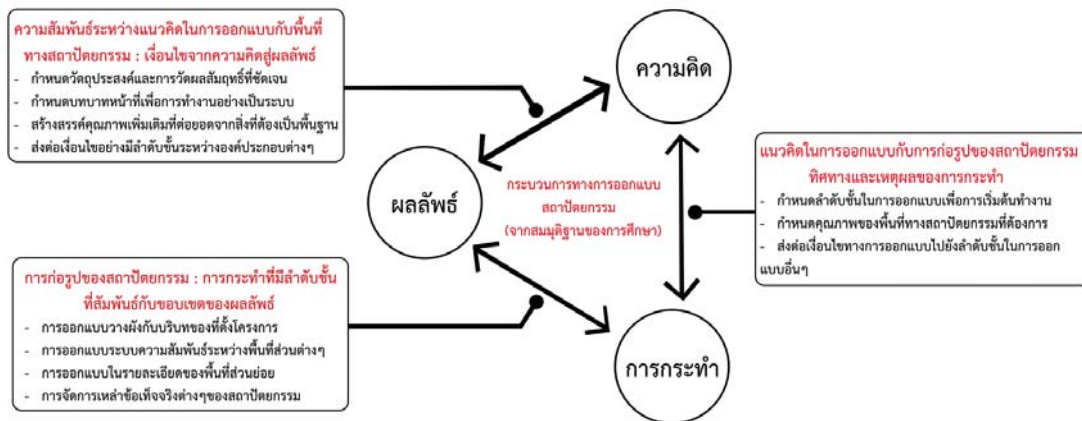 ความสัมพันธ์ระหว่างแนวคิดในการออกแบบกับพื้นที่
ทางสถาปัตยกรรม : เงื่อนไขจากความคิดสู่ผลลัพธ์
- กำหนดวัตถุประสงค์และการวัดผลสัมฤทธิ์ที่ชัดเจน
- กำหนดบทบาทหน้าที่เพื่อการทำงานอย่างเป็นระบบ
- สร้างสรรค์คุณภาพเพิ่มเติมที่ต่อยอดจากสิ่งที่ต้องเป็นพื้นฐาน
- ส่งต่อเงื่อนไขอย่างมีลำดับชั้นระหว่างองค์ประกอบต่างๆ
ความคิด
ผลลัพธ์
กระบวนการทางการออกแบบ
สถาปัตยกรรม
(จากสมมุติฐานของการศึกษา)
แนวคิดในการออกแบบกับการก่อรูปของสถาปัตยกรรม
ทิศทางและเหตุผลของการกระทำ
- กำหนดลำดับชั้นในการออกแบบเพื่อการเริ่มต้นทำงาน
- กำหนดคุณภาพของพื้นที่ทางสถาปัตยกรรมที่ต้องการ
- ส่งต่อเงื่อนไขทางการออกแบบไปยังลำดับชั้นในการออก
แบบอื่นๆ
การก่อรูปของสถาปัตยกรรม : การกระทำที่มีลำดับชั้น
ที่สัมพันธ์กับขอบเขตของผลลัพธ์
- การออกแบบวางผังกับบริบทของที่ตั้งโครงการ
- การออกแบบระบบความสัมพันธ์ระหว่างพื้นที่ส่วนต่างๆ
- การออกแบบในรายละเอียดของพื้นที่ส่วนย่อย
- การจัดการเหล่าข้อเท็จจริงต่างๆของสถาปัตยกรรม
การกระทำ